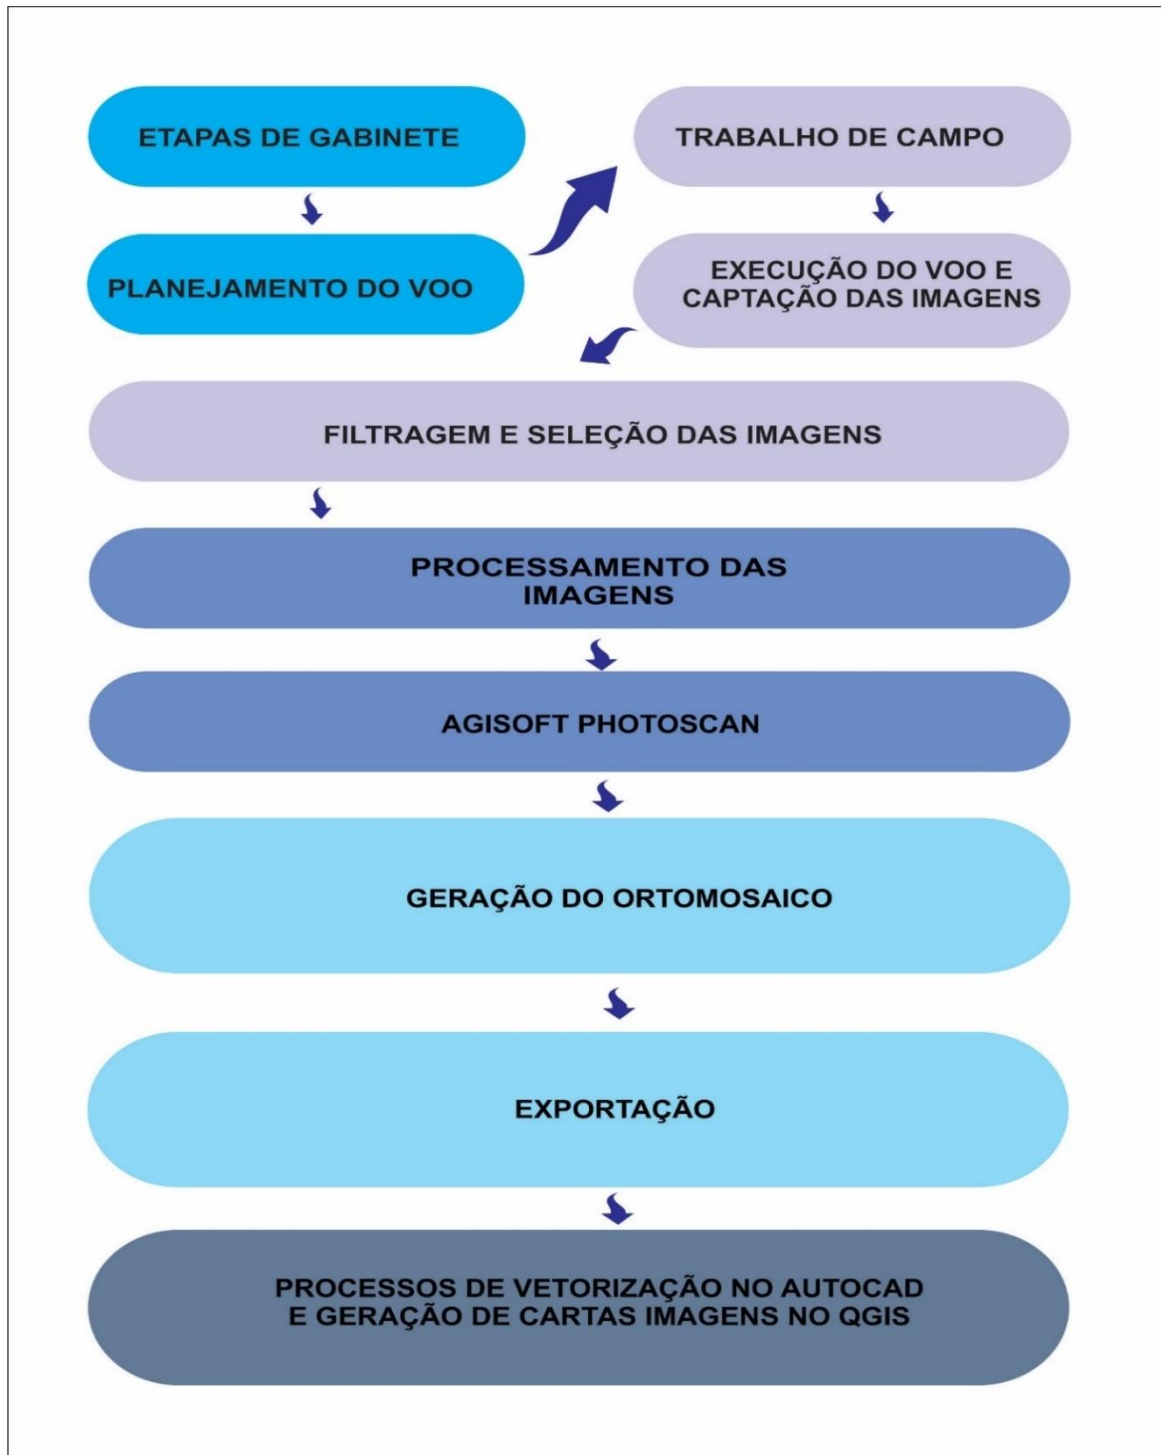 ETAPAS DE GABINETE
PLANEJAMENTO DO VOO
TRABALHO DE CAMPO
EXECUÇÃO DO VOO E
CAPTAÇÃO DAS IMAGENS
FILTRAGEM E SELEÇÃO DAS IMAGENS
PROCESSAMENTO DAS
IMAGENS
AGISOFT PHOTOSCAN
GERAÇÃO DO ORTOMOSAICO
EXPORTAÇÃO
PROCESSOS DE VETORIZAÇÃO NO AUTOCAD
E GERAÇÃO DE CARTAS IMAGENS NO QGIS